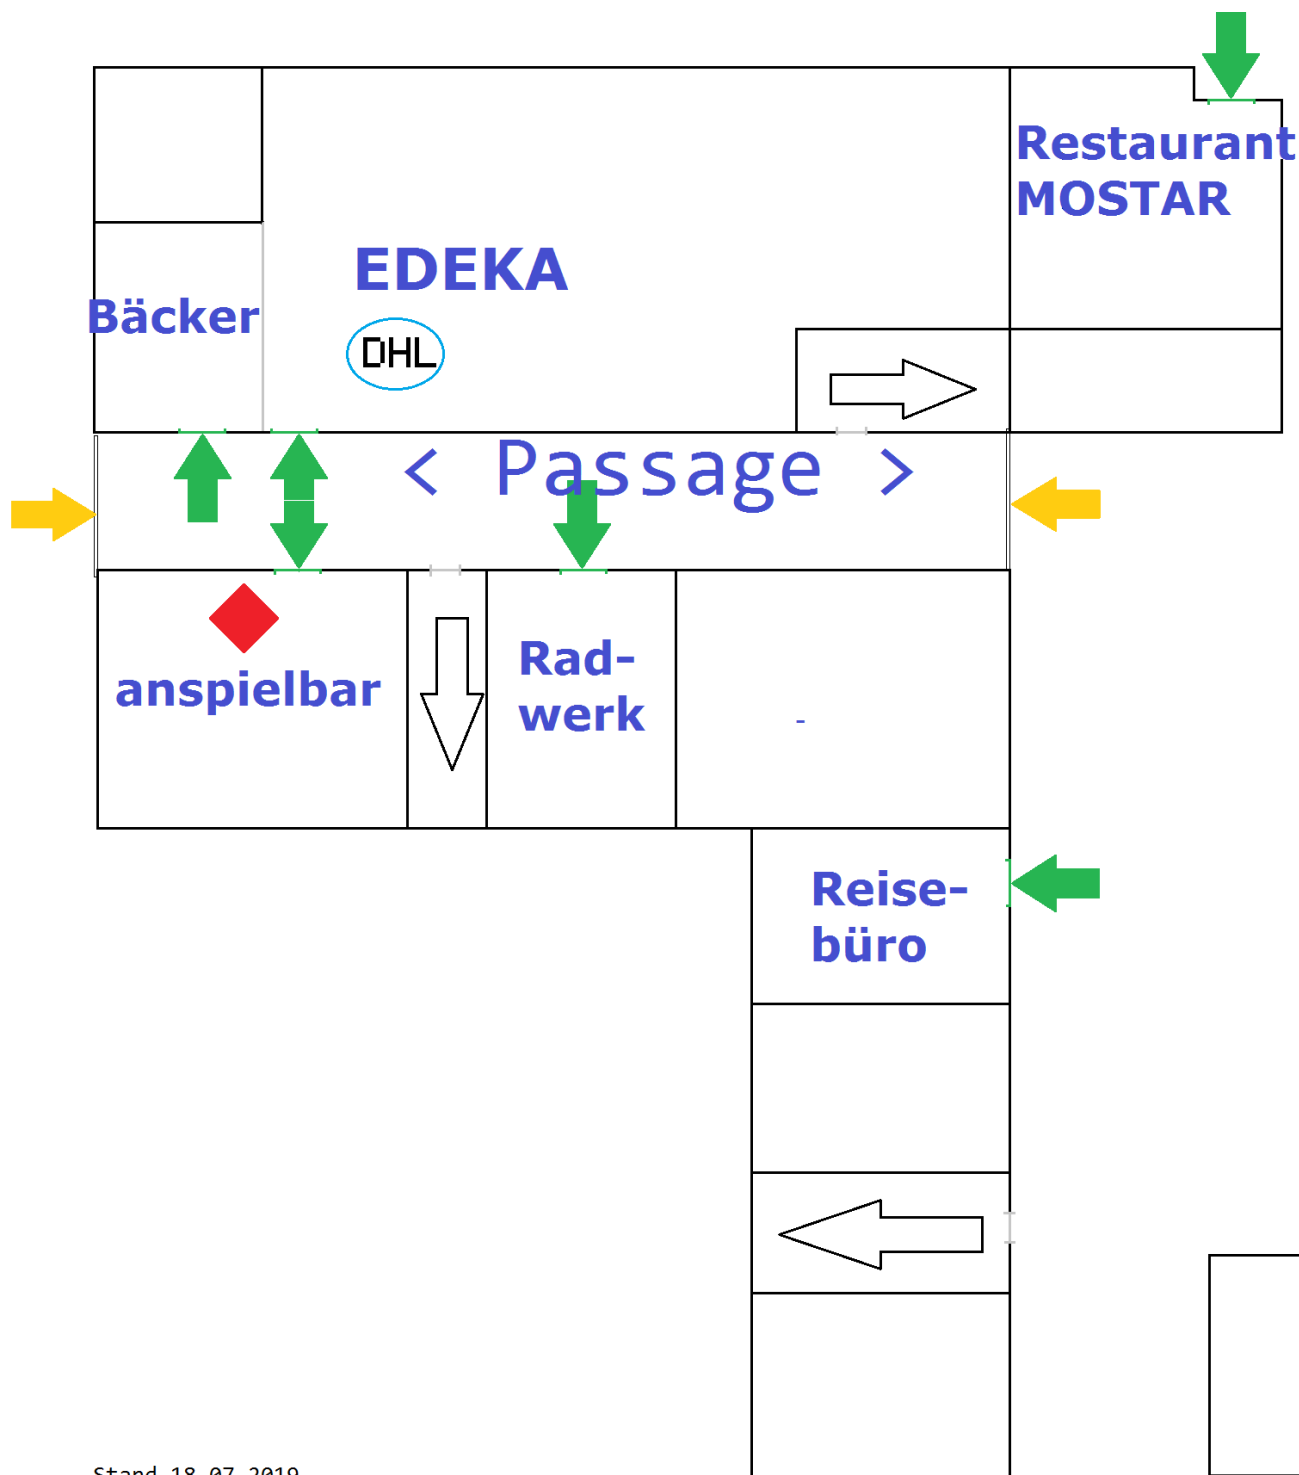 Restaurant
MOSTAR
EDEKA
Bäcker
DHL
< Passage >
Rad-
werk
anspielbar
-
Reise-
büro
Stand 18.07.2019